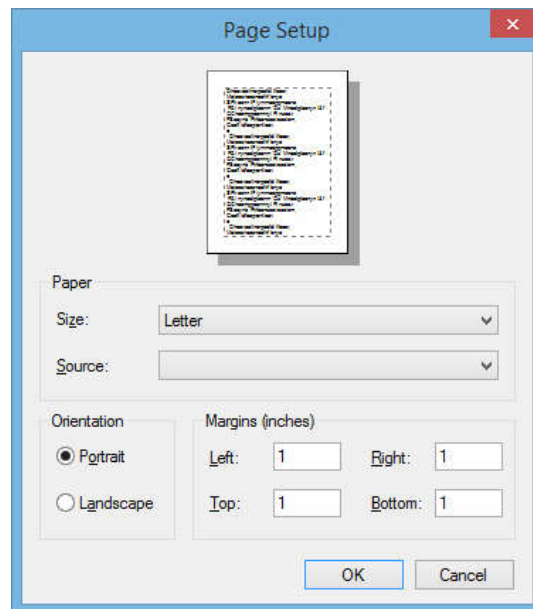 Page Setup
Paper
Size:
Letter
Source:
Orientation
Portrait
Landscape
Margins (inches)
Left: 1 Right: 1
Top: 1 Bottom: 1
OK Cancel